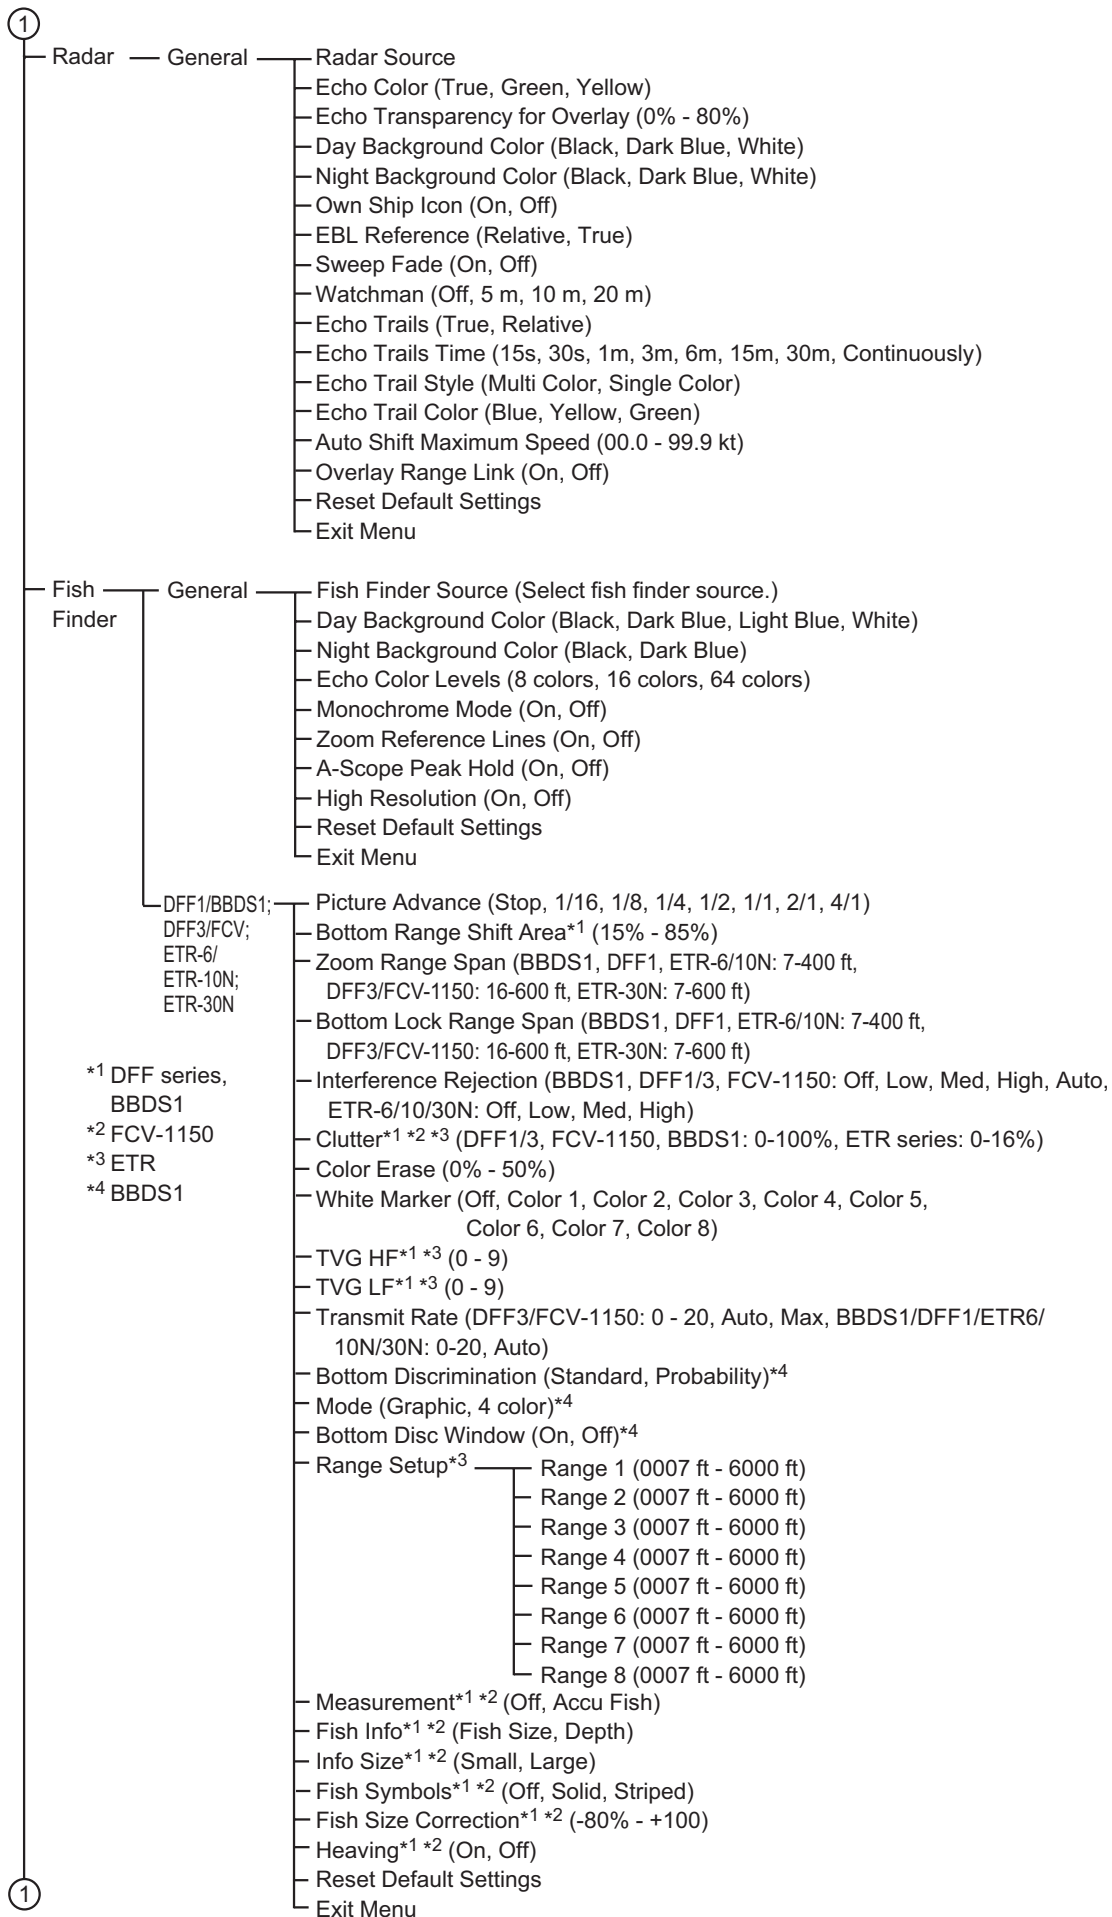 1
Radar General Radar Source
Echo Color (True, Green, Yellow)
Echo Transparency for Overlay (0% - 80%)
Day Background Color (Black, Dark Blue, White)
Night Background Color (Black, Dark Blue, White)
Own Ship Icon (On, Off)
EBL Reference (Relative, True)
Sweep Fade (On, Off)
Watchman (Off, 5 m, 10 m, 20 m)
Echo Trails (True, Relative)
Echo Trails Time (15s, 30s, 1m, 3m, 6m, 15m, 30m, Continuously)
Echo Trail Style (Multi Color, Single Color)
Echo Trail Color (Blue, Yellow, Green)
Auto Shift Maximum Speed (00.0 - 99.9 kt)
Overlay Range Link (On, Off)
Reset Default Settings
Exit Menu
Fish Finder
General
Fish Finder Source (Select fish finder source.)
Day Background Color (Black, Dark Blue, Light Blue, White)
Night Background Color (Black, Dark Blue)
Echo Color Levels (8 colors, 16 colors, 64 colors)
Monochrome Mode (On, Off)
Zoom Reference Lines (On, Off)
A-Scope Peak Hold (On, Off)
High Resolution (On, Off)
Reset Default Settings
Exit Menu
DFF1/BBDS1;
DFF3/FCV;
ETR-6/
ETR-10N;
ETR-30N
Picture Advance (Stop, 1/16, 1/8, 1/4, 1/2, 1/1, 2/1, 4/1)
Bottom Range Shift Area*1 (15% - 85%)
Zoom Range Span (BBDS1, DFF1, ETR-6/10N: 7-400 ft,
DFF3/FCV-1150: 16-600 ft, ETR-30N: 7-600 ft)
Bottom Lock Range Span (BBDS1, DFF1, ETR-6/10N: 7-400 ft,
DFF3/FCV-1150: 16-600 ft, ETR-30N: 7-600 ft)
Interference Rejection (BBDS1, DFF1/3, FCV-1150: Off, Low, Med, High, Auto,
ETR-6/10/30N: Off, Low, Med, High)
Clutter*1 *2 *3 (DFF1/3, FCV-1150, BBDS1: 0-100%, ETR series: 0-16%)
Color Erase (0% - 50%)
White Marker (Off, Color 1, Color 2, Color 3, Color 4, Color 5,
Color 6, Color 7, Color 8)
TVG HF*1 *3 (0 - 9)
TVG LF*1 *3 (0 - 9)
Transmit Rate (DFF3/FCV-1150: 0 - 20, Auto, Max, BBDS1/DFF1/ETR6/
10N/30N: 0-20, Auto)
Bottom Discrimination (Standard, Probability)*4
Mode (Graphic, 4 color)*4
Bottom Disc Window (On, Off)*4
Range Setup*3 Range 1 (0007 ft - 6000 ft)
Range 2 (0007 ft - 6000 ft)
Range 3 (0007 ft - 6000 ft)
Range 4 (0007 ft - 6000 ft)
Range 5 (0007 ft - 6000 ft)
Range 6 (0007 ft - 6000 ft)
Range 7 (0007 ft - 6000 ft)
Range 8 (0007 ft - 6000 ft)
Measurement*1 *2 (Off, Accu Fish)
Fish Info*1 *2 (Fish Size, Depth)
Info Size*1 *2 (Small, Large)
Fish Symbols*1 *2 (Off, Solid, Striped)
Fish Size Correction*1 *2 (-80% - +100)
Heaving*1 *2 (On, Off)
Reset Default Settings
Exit Menu
*1 DFF series,
BBDS1
*2 FCV-1150
*3 ETR
*4 BBDS1
1